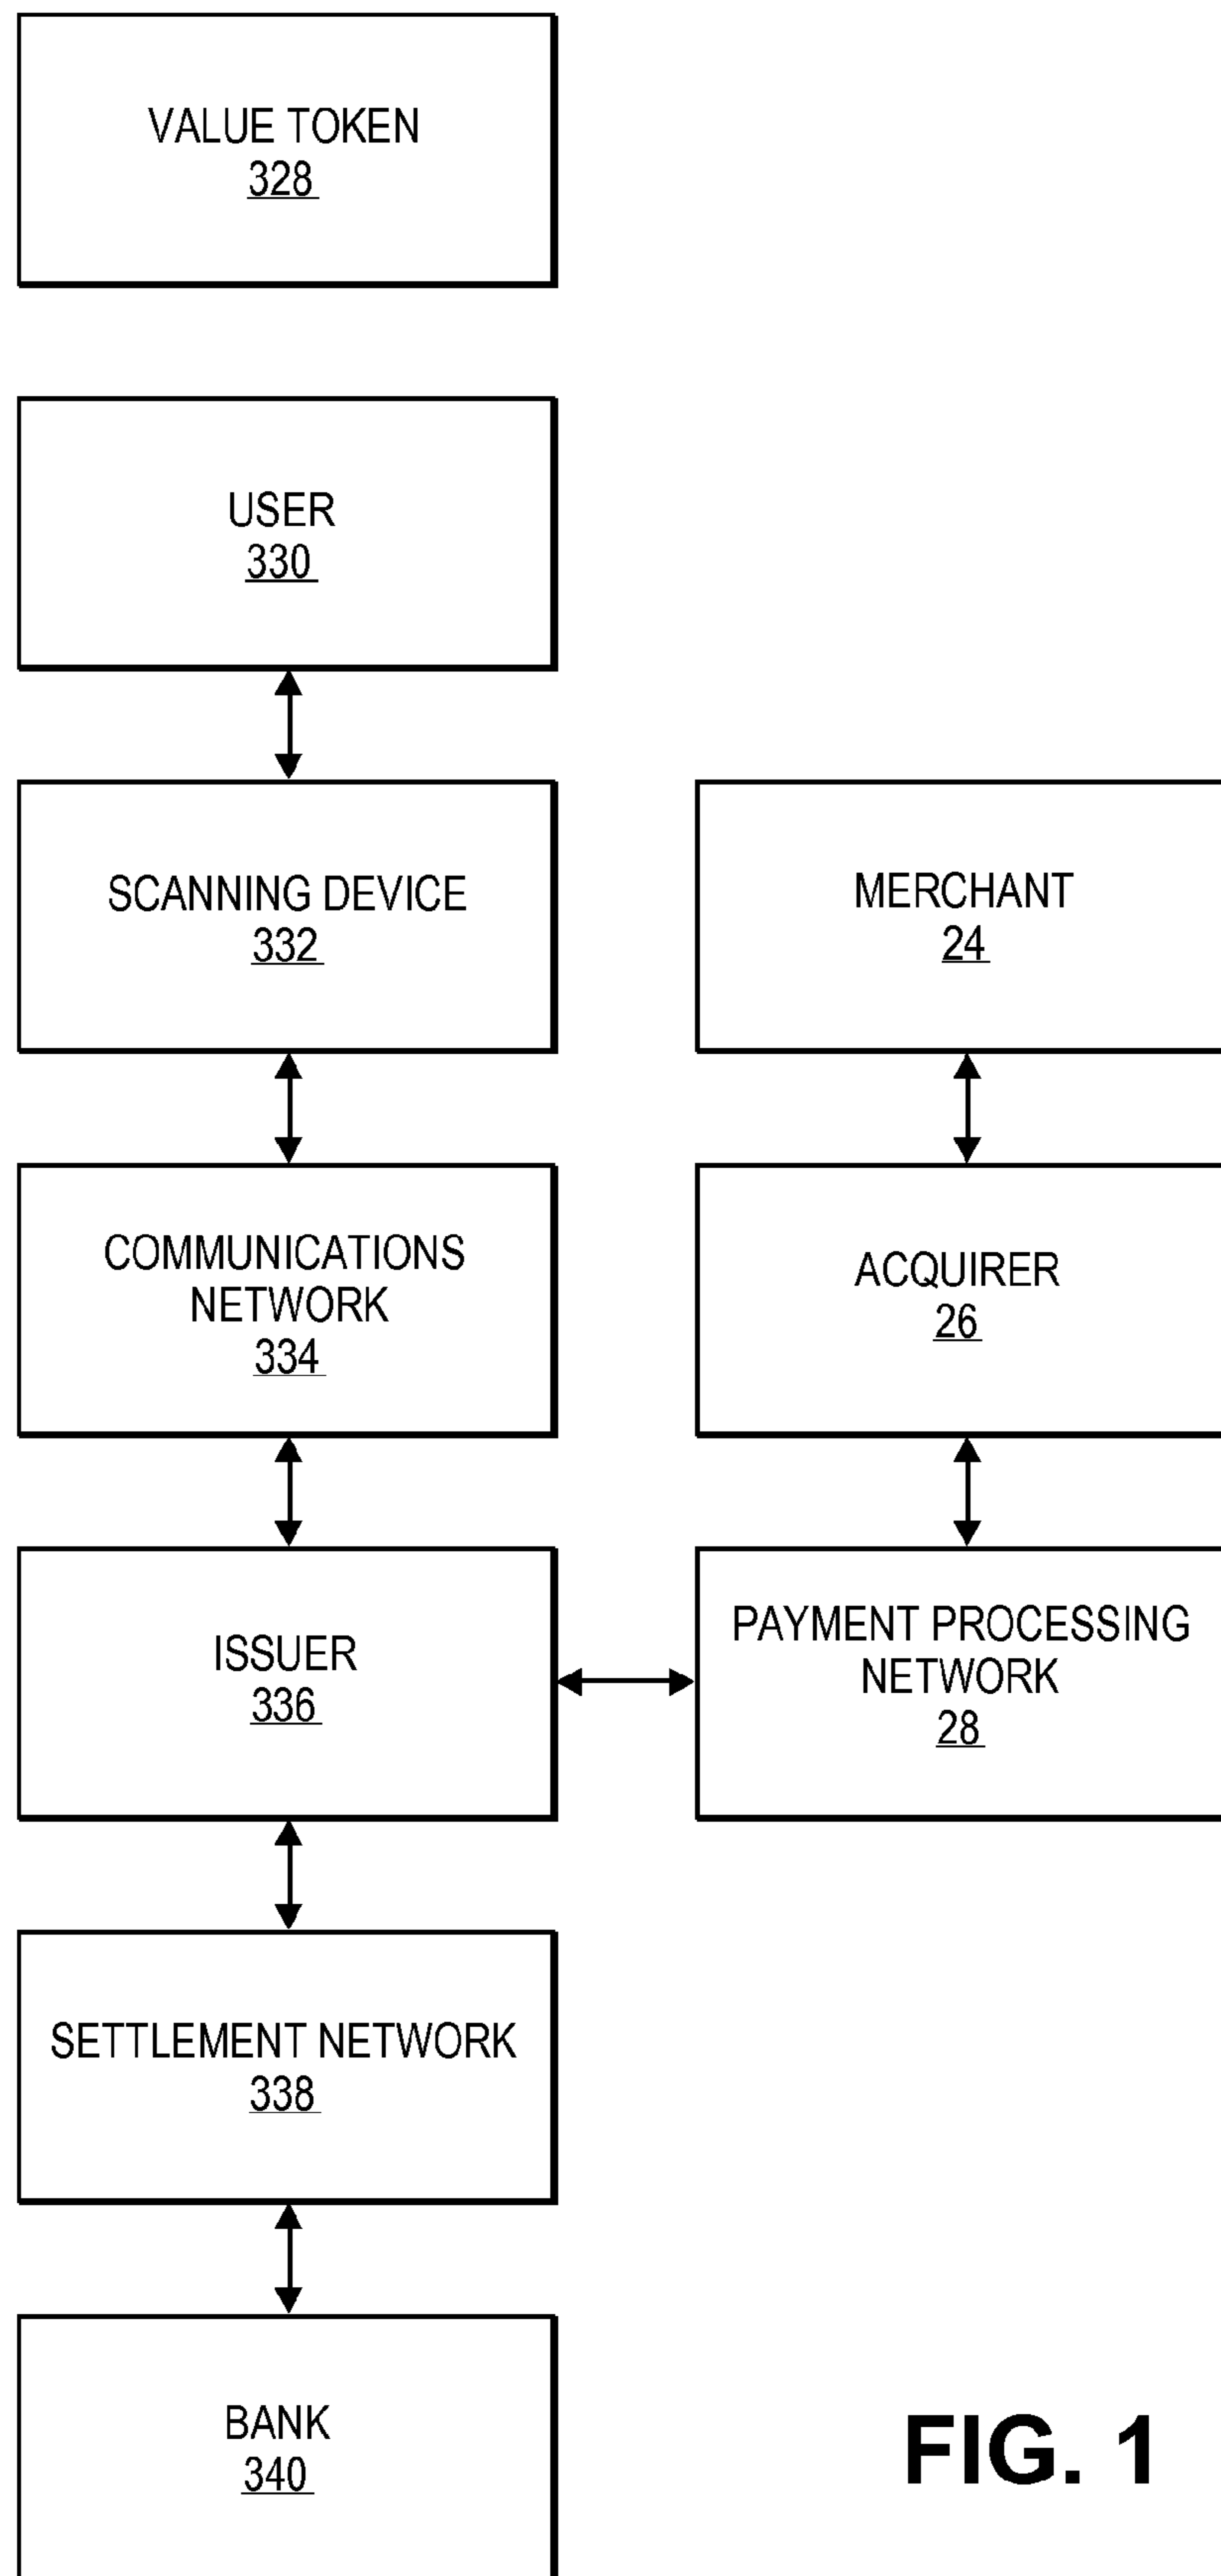 VALUE TOKEN
328
USER
330
SCANNING DEVICE
332
MERCHANT
24
COMMUNICATIONS
NETWORK
334
ACQUIRER
26
ISSUER
336
PAYMENT PROCESSING
NETWORK
28
SETTLEMENT NETWORK
338
BANK
340
FIG. 1